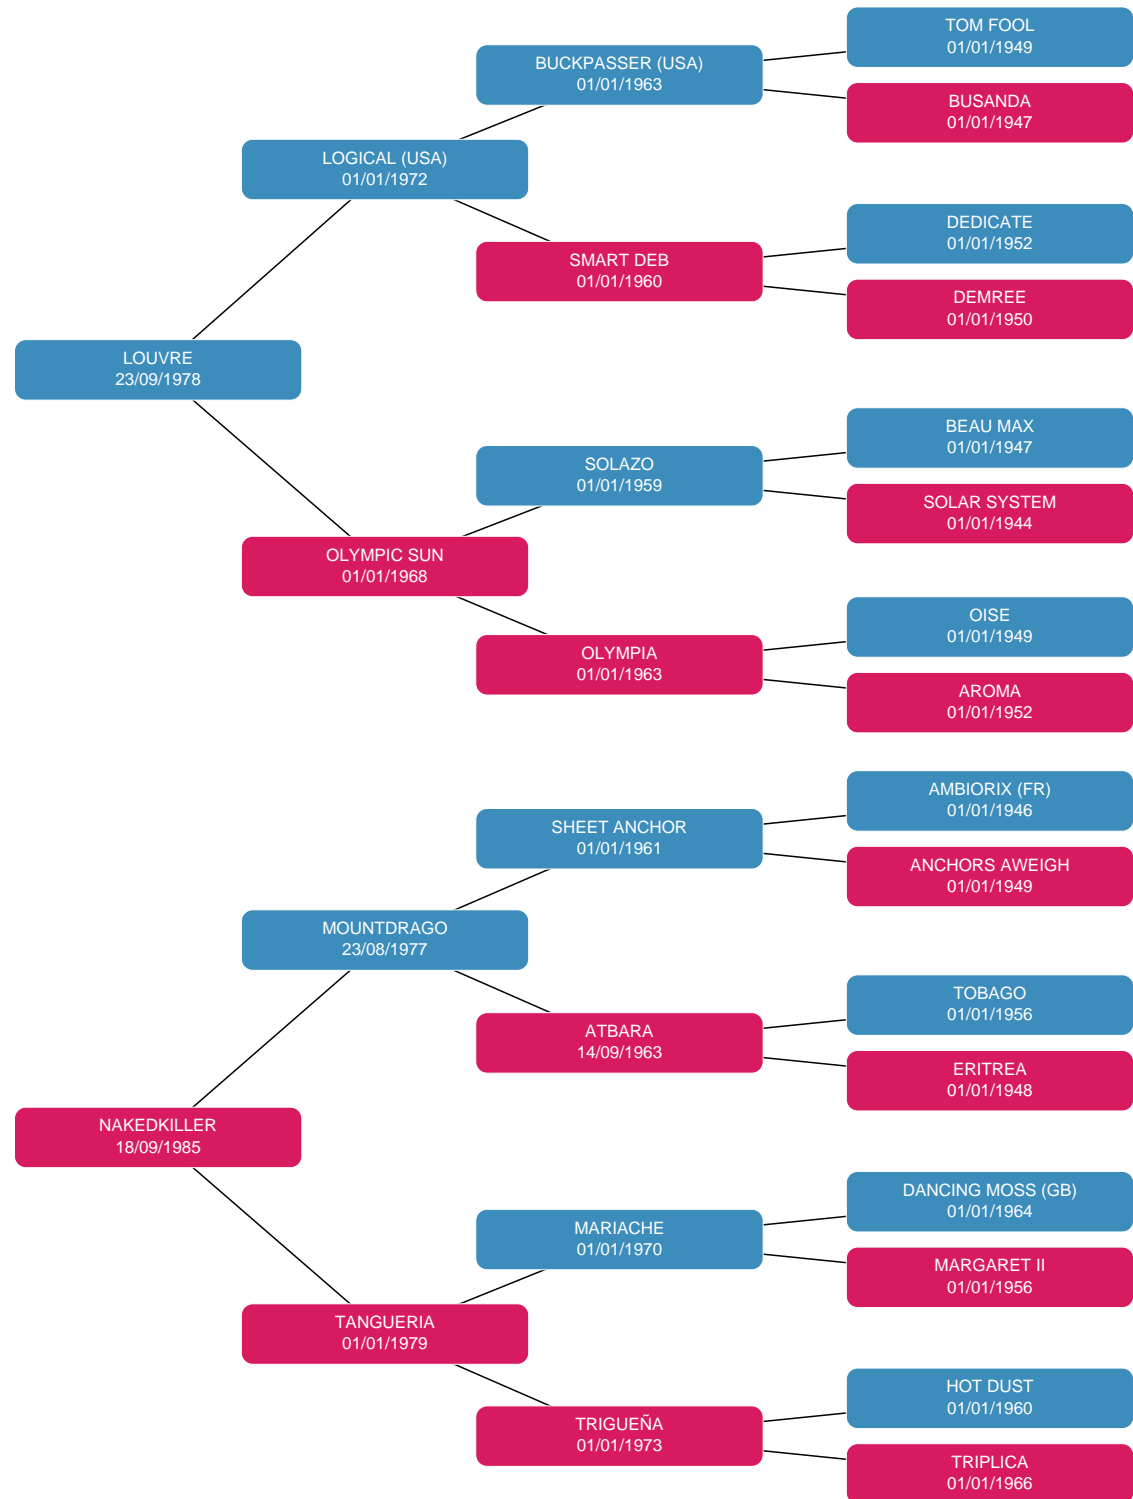 TOM FOOL
01/01/1949
BUCKPASSER (USA)
01/01/1963
BUSANDA
01/01/1947
LOGICAL (USA)
01/01/1972
DEDICATE
01/01/1952
SMART DEB
01/01/1960
DEMREE
01/01/1950
LOUVRE
23/09/1978
BEAU MAX
01/01/1947
SOLAZO
01/01/1959
SOLAR SYSTEM
01/01/1944
OLYMPIC SUN
01/01/1968
OISE
01/01/1949
OLYMPIA
01/01/1963
AROMA
01/01/1952
AMBIORIX (FR)
01/01/1946
SHEET ANCHOR
01/01/1961
ANCHORS AWEIGH
01/01/1949
MOUNTDRAGO
23/08/1977
TOBAGO
01/01/1956
ATBARA
14/09/1963
ERITREA
01/01/1948
NAKEDKILLER
18/09/1985
DANCING MOSS (GB)
01/01/1964
MARIACHE
01/01/1970
MARGARET II
01/01/1956
TANGUERIA
01/01/1979
HOT DUST
01/01/1960
TRIGUEÑA
01/01/1973
TRIPLICA
01/01/1966